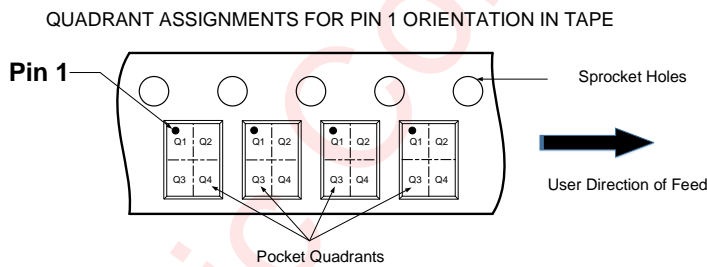 QUADRANT ASSIGNMENTS FOR PIN 1 ORIENTATION IN TAPE
Pin 1
Sprocket Holes
Q1 Q2 Q1 Q2 Q1 Q2 Q1 Q2
Q3 Q4 Q3 Q4 Q3 Q4 Q3 Q4
User Direction of Feed
Pocket Quadrants